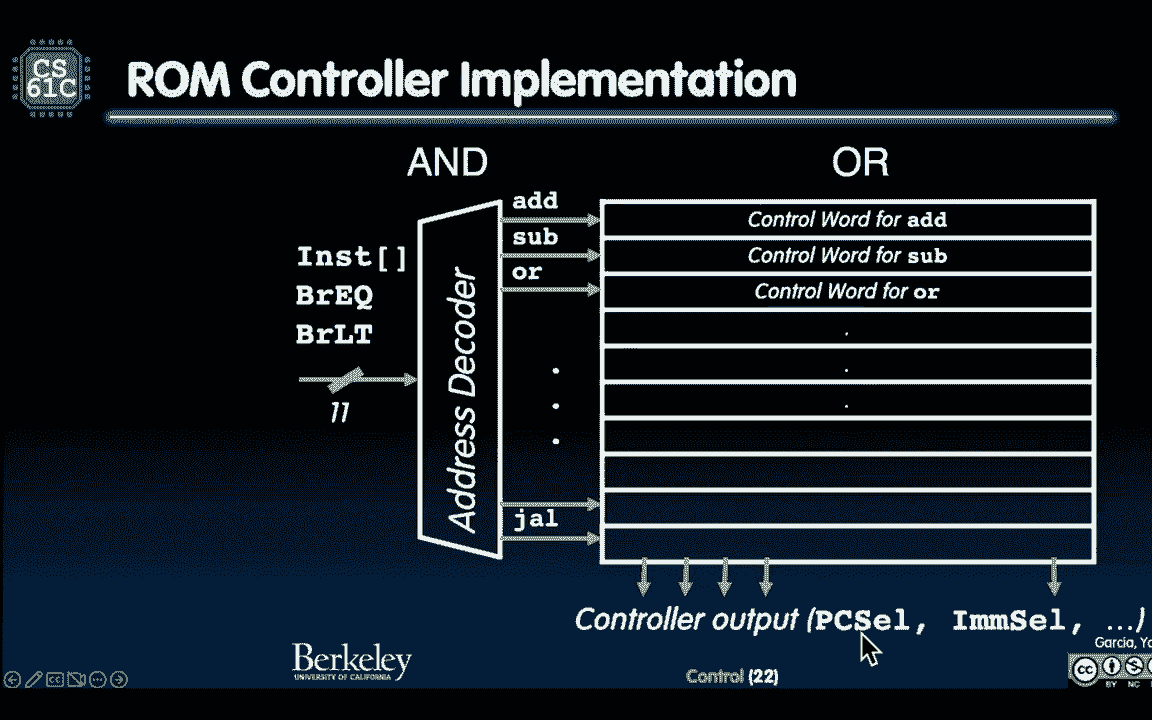 CS
61C
ROM Controller Implementation
AND
OR
Inst[]
BrEQ
BrLT
11
Address Decoder
add
sub
or
jal
Control Word for add
Control Word for sub
Control Word for or
Controller output (PCSel, ImmSel, ...)
Berkeley
UNIVERSITY OF CALIFORNIA
Control (22)
Garcia,
cc
BY NC